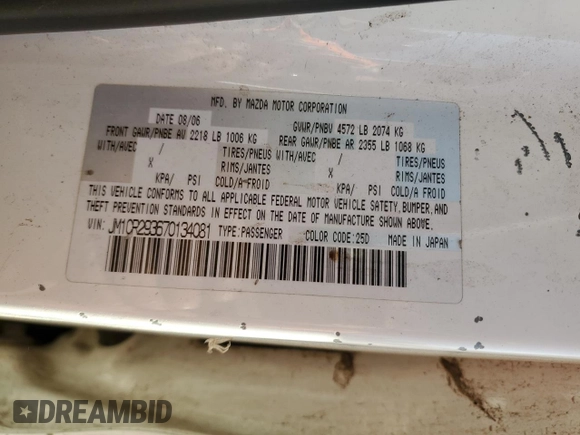 MFD. BY MAZDA MOTOR CORPORATION
DATE 08/06 GVWR/PNBV 4572 LB 2074 KG
FRONT GAWR/PNBE AV 2218 LB 1006 KG REAR GAWR/PNBE AR 2355 LB 1068 KG
WITH/AVEC / TIRES/PNEUS WITH/AVEC / TIRES/PNEUS
X RIMS/JANTES X RIMS/JANTES
KPA/ PSI COLD/A FROID KPA/ PSI COLD/A FROID
THIS VEHICLE CONFORMS TO ALL APPLICABLE FEDERAL MOTOR VEHICLE SAFETY, BUMPER, AND
THEFT PREVENTION STANDARDS IN EFFECT ON THE DATE OF MANUFACTURE SHOWN ABOVE.
VIN: JM1CR293670134081 TYPE:PASSENGER COLOR CODE:25D MADE IN JAPAN
DREAMBID